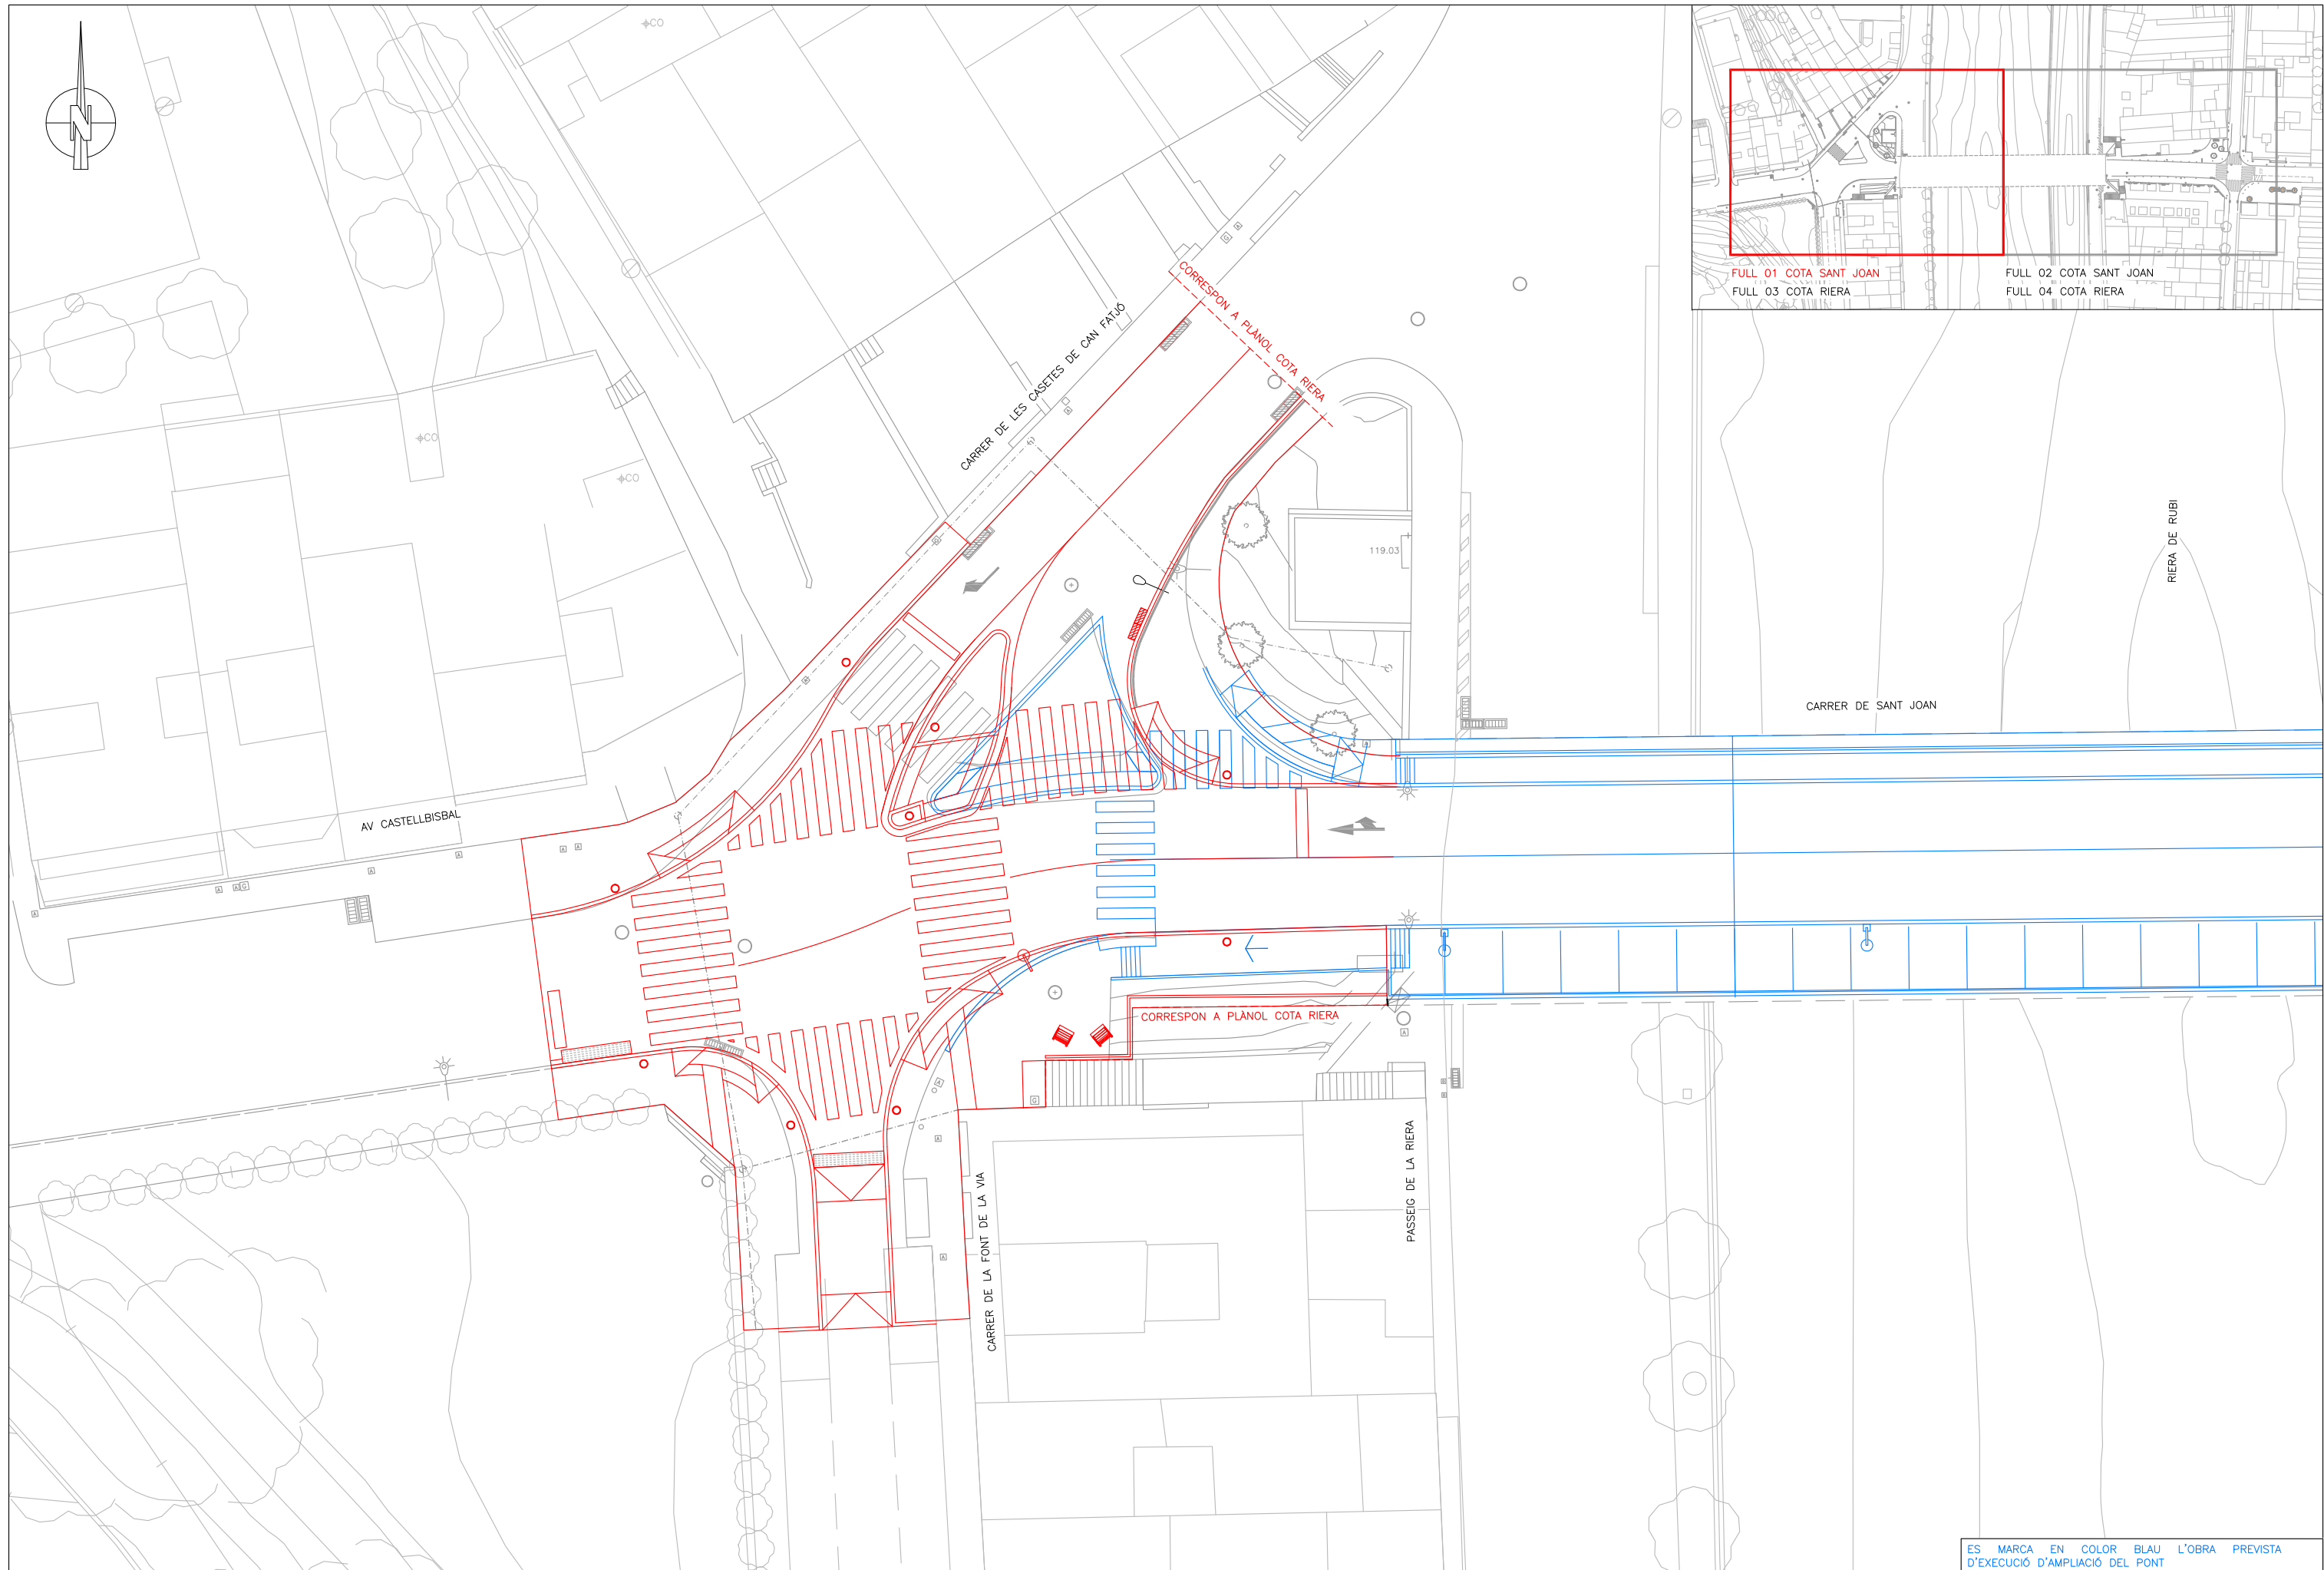 N
CO
FULL 01 COTA SANT JOAN
FULL 02 COTA SANT JOAN
FULL 03 COTA RIERA
FULL 04 COTA RIERA
CORRESPON A PLÀNOL COTA RIERA
CARRER DE LES CASETES DE CAN FATJÓ
CO
CO
119.03
RIERA DE RUBI
CARRER DE SANT JOAN
AV CASTELLBISBAL
CORRESPON A PLÀNOL COTA RIERA
PASSEIG DE LA RIERA
CARRER DE LA FONT DE LA VIA
ES MARCA EN COLOR BLAU L'OBRA PREVISTA
D'EXECUCIÓ D'AMPLIACIÓ DEL PONT